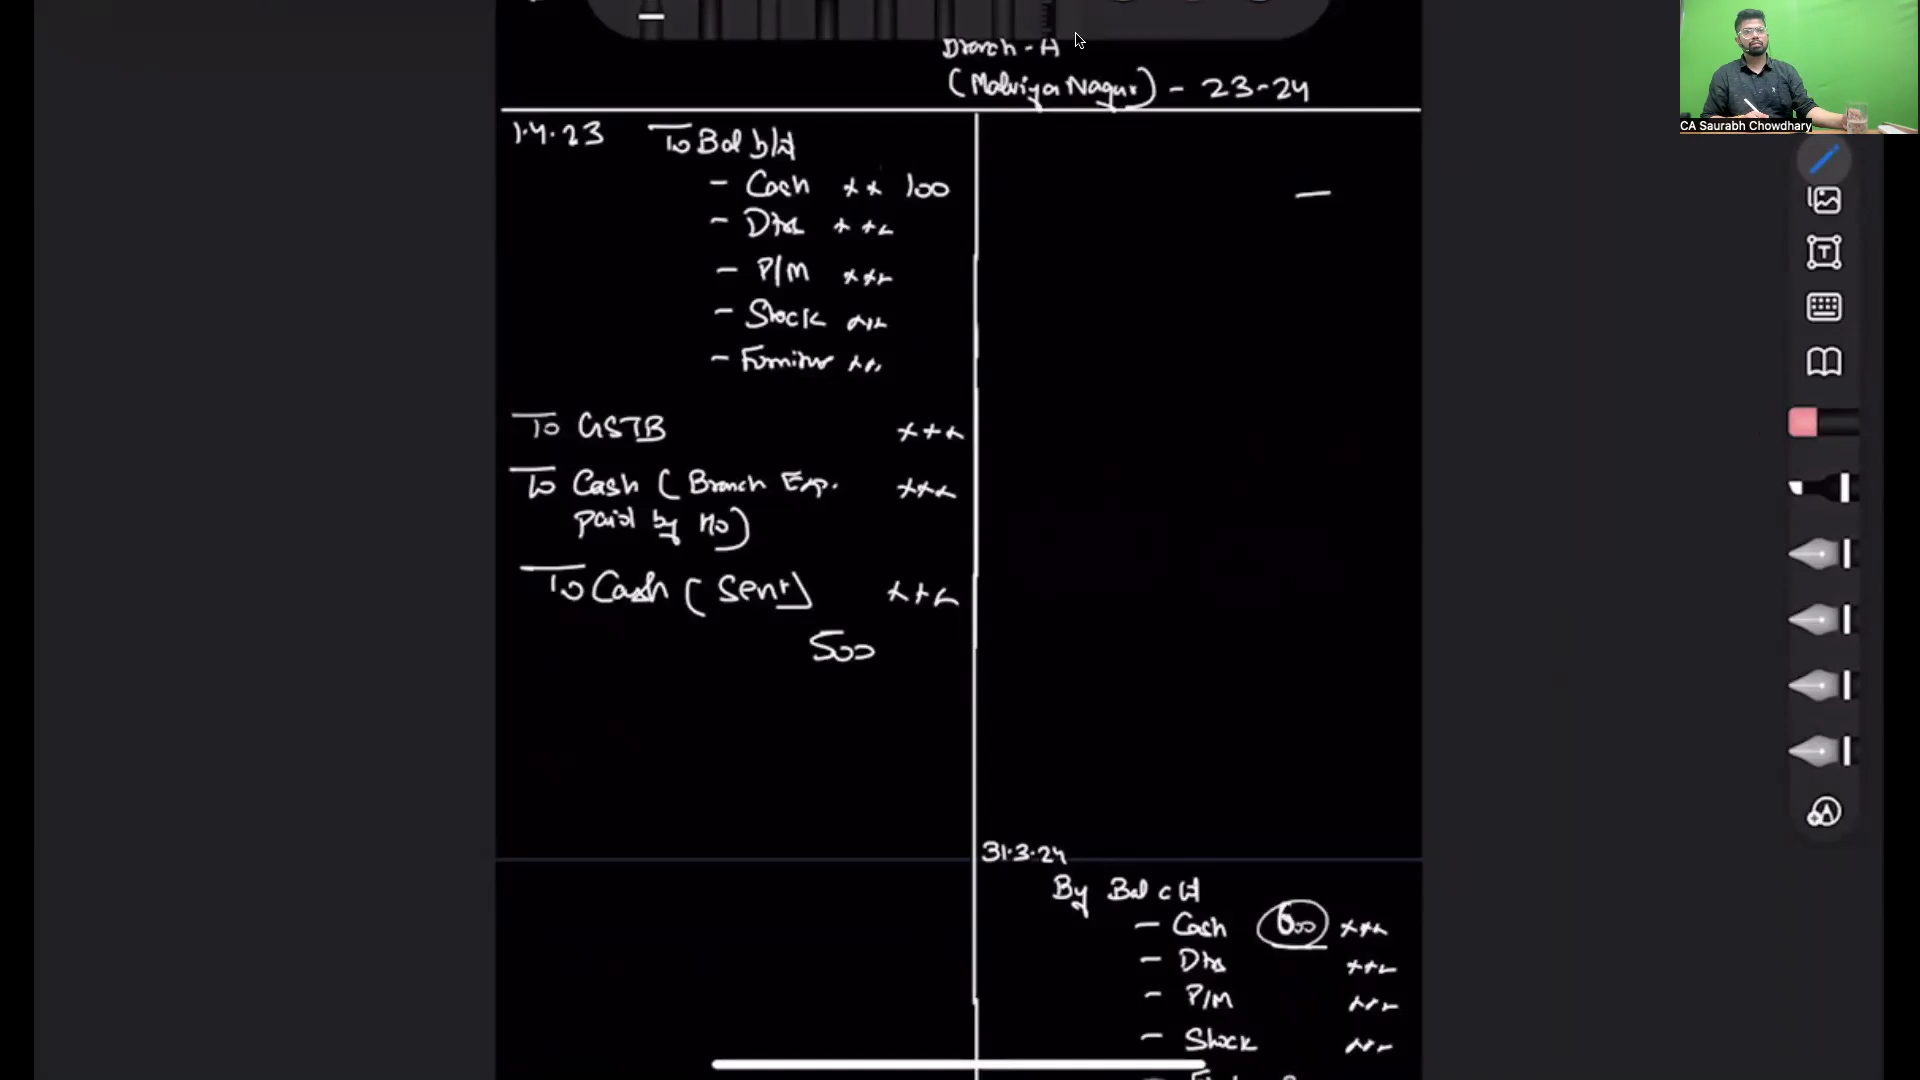 Branch - A
(Malviya Nagar) - 23-24
1.4.23 To Bal b/d
- Cash xx 100
- Drs xxx
- P/M xxx
- Stock xxx
- Furniture xx
To GSTB xxx
To Cash (Branch Exp. xxx
paid by HO)
To Cash (Sent) xxx
500
31.3.24
By Bal c/d
- Cash 600 xxx
- Drs xxx
- P/M xxx
- Stock xxx
CA Saurabh Chowdhary